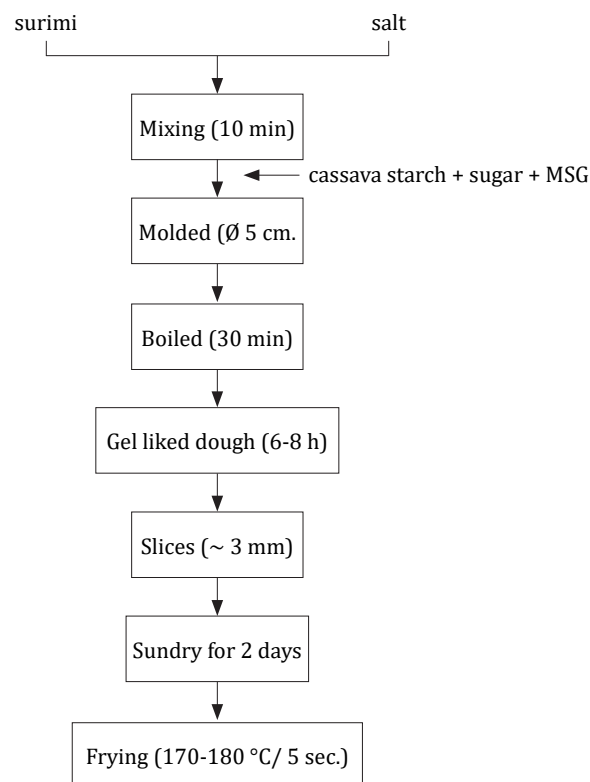 surimi salt
Mixing (10 min)
cassava starch + sugar + MSG
Molded (Ø 5 cm.
Boiled (30 min)
Gel liked dough (6-8 h)
Slices (~ 3 mm)
Sundry for 2 days
Frying (170-180 °C/ 5 sec.)